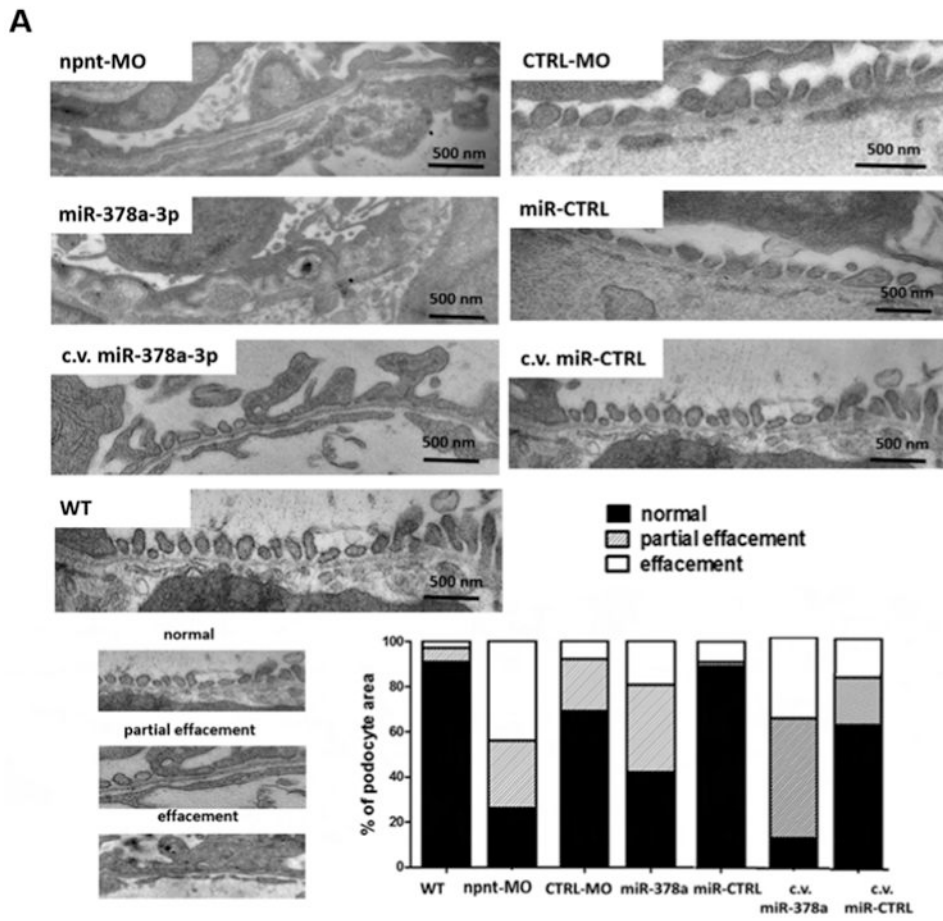 A
npnt-MO
500 nm
CTRL-MO
500 nm
miR-378a-3p
500 nm
miR-CTRL
500 nm
c.v. miR-378a-3p
500 nm
c.v. miR-CTRL
500 nm
WT
500 nm
normal
partial effacement
effacement
normal
partial effacement
effacement
% of podocyte area
100
80
60
40
20
0
WT
npnt-MO
CTRL-MO
miR-378a
miR-CTRL
c.v.
miR-378a
c.v.
miR-CTRL